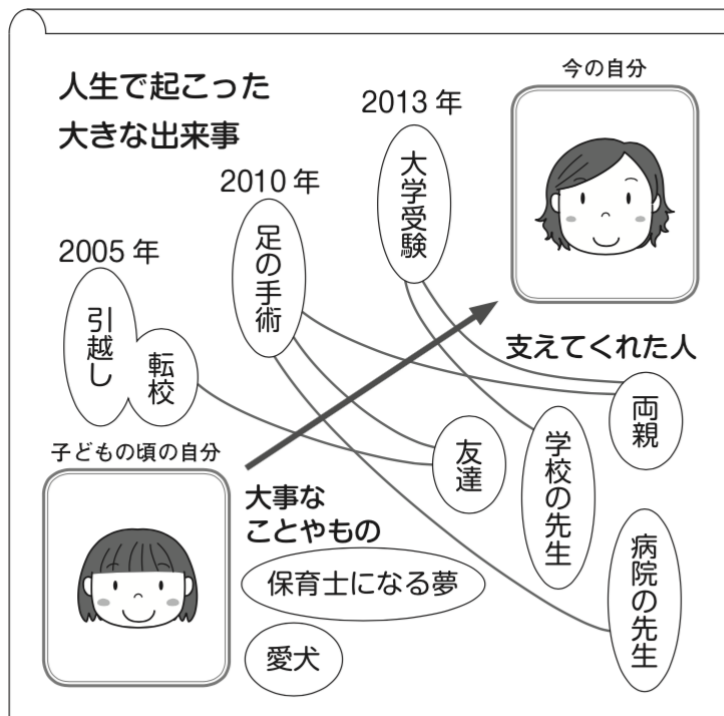 人生で起こった
大きな出来事
2005 年
引越し
転校
2010 年
足の手術
2013 年
大学受験
今の自分
支えてくれた人
両親
友達
学校の先生
病院の先生
子どもの頃の自分
大事な
ことやもの
保育士になる夢
愛犬